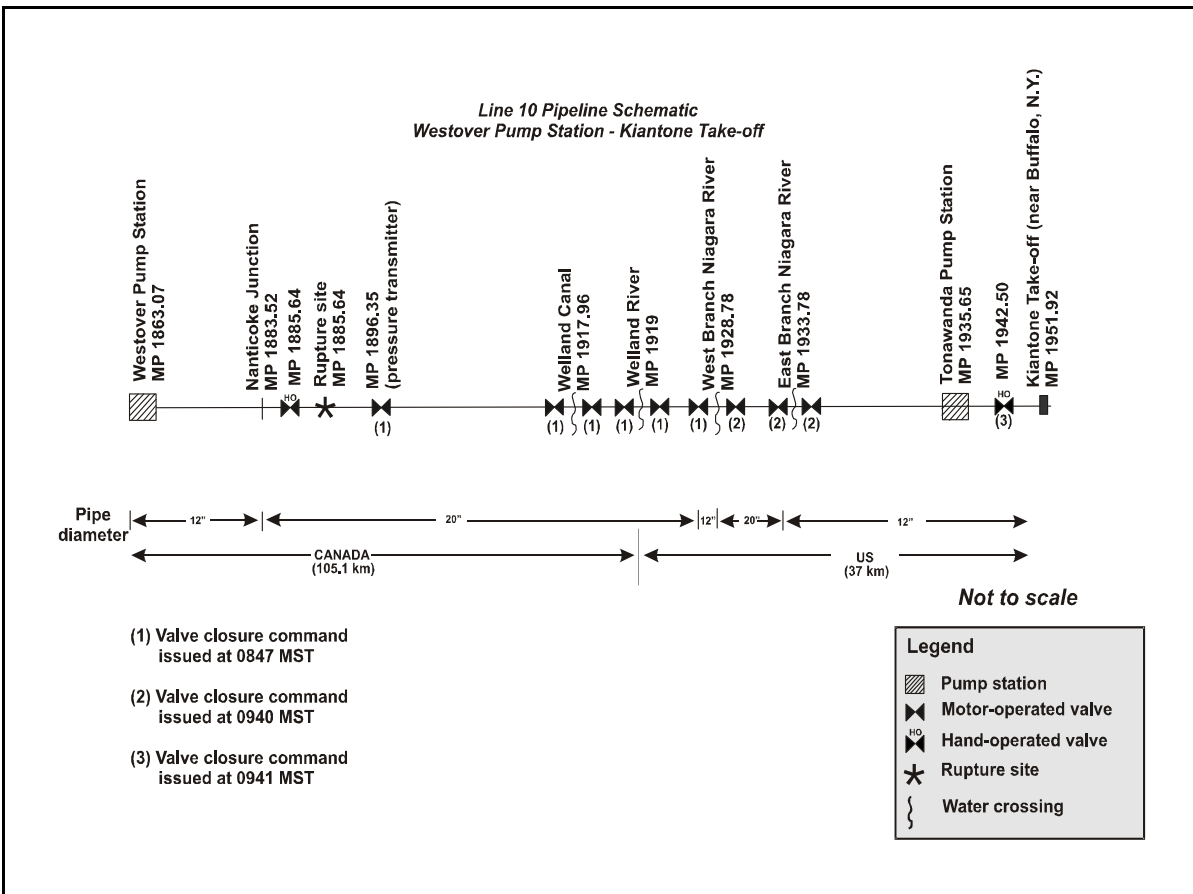 Line 10 Pipeline Schematic
Westover Pump Station - Kiantone Take-off
Westover Pump Station
MP 1863.07
Nanticoke Junction
MP 1883.52
MP 1885.64
Rupture site
MP 1885.64
MP 1896.35
(pressure transmitter)
Welland Canal
MP 1917.96
Welland River
MP 1919
West Branch Niagara River
MP 1928.78
East Branch Niagara River
MP 1933.78
Tonawanda Pump Station
MP 1935.65
MP 1942.50
Kiantone Take-off (near Buffalo, N.Y.)
MP 1951.92
HO
HO
(1)
(1)
(1)
(1)
(1)
(1)
(2)
(2)
(2)
(3)
Pipe
diameter
12"
20"
12"
20"
12"
CANADA
(105.1 km)
US
(37 km)
Not to scale
(1) Valve closure command
issued at 0847 MST
(2) Valve closure command
issued at 0940 MST
(3) Valve closure command
issued at 0941 MST
Legend
Pump station
Motor-operated valve
HO
Hand-operated valve
Rupture site
Water crossing